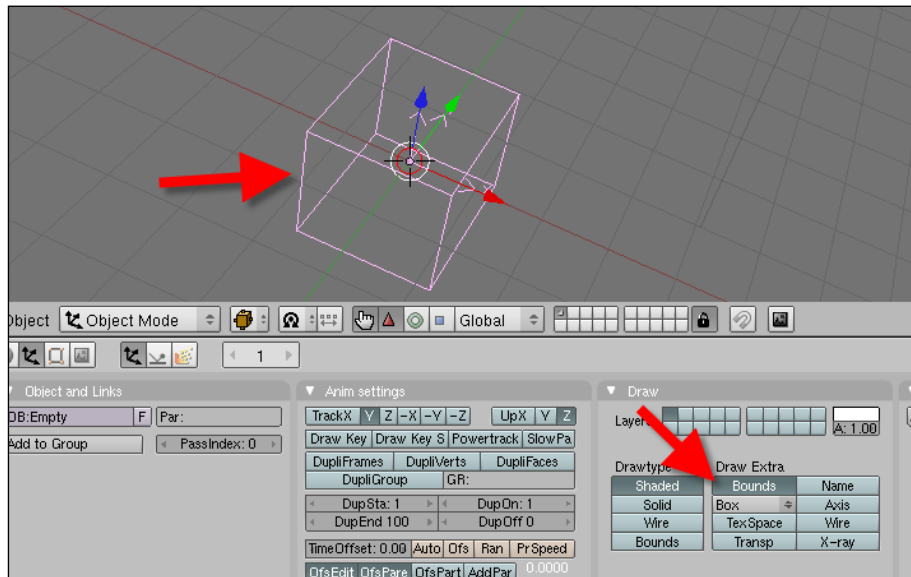 Object Object Mode Global
1
Object and Links Anim settings Draw
OB:Empty F Par: TrackX Y Z -X -Y -Z UpX Y Z A: 1.00
Add to Group PassIndex: 0 Draw Key Draw Key S Powertrack SlowPa
DupliFrames DupliVerts DupliFaces Drawtype Draw Extra
DupliGroup GR: Shaded Bounds Name
DupSta: 1 DupOn: 1 Solid Box Axis
DupEnd 100 DupOff 0 Wire TexSpace Wire
Bounds Transp X-ray
TimeOffset: 0.00 Auto Ofs Ran PrSpeed
OfsEdit OfsPare OfsPart AddPar 0.0000